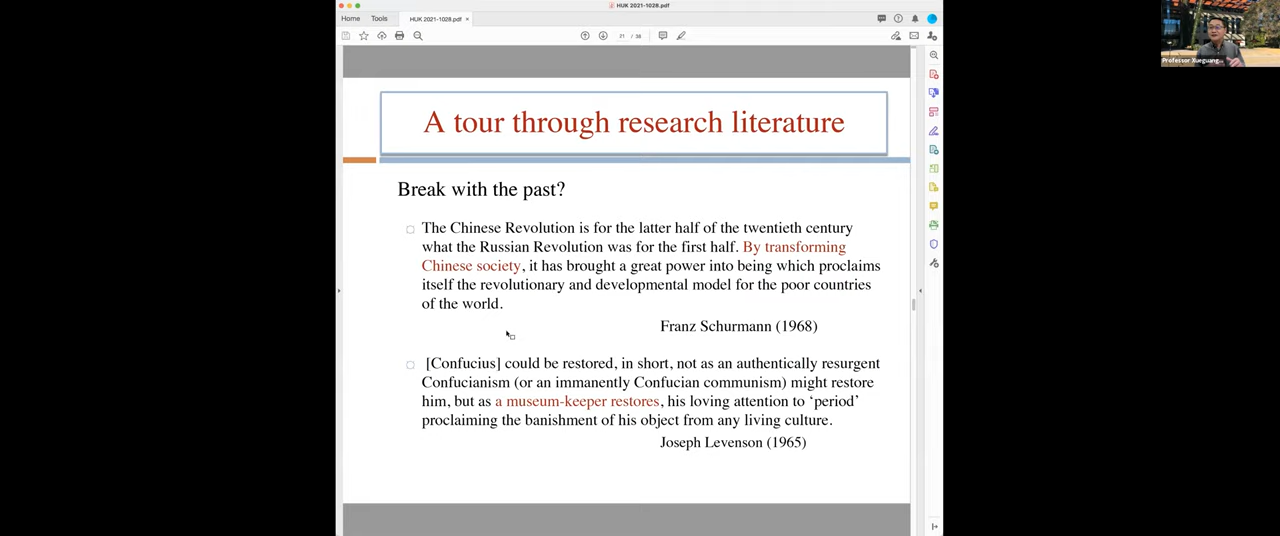 HUK 2021-1028.pdf
Home
Tools
HUK 2021-1028.pdf ×
21 / 38
Professor Xueguang...
A tour through research literature
Break with the past?
The Chinese Revolution is for the latter half of the twentieth century
what the Russian Revolution was for the first half. By transforming
Chinese society, it has brought a great power into being which proclaims
itself the revolutionary and developmental model for the poor countries
of the world.
Franz Schurmann (1968)
[Confucius] could be restored, in short, not as an authentically resurgent
Confucianism (or an immanently Confucian communism) might restore
him, but as a museum-keeper restores, his loving attention to ‘period’
proclaiming the banishment of his object from any living culture.
Joseph Levenson (1965)